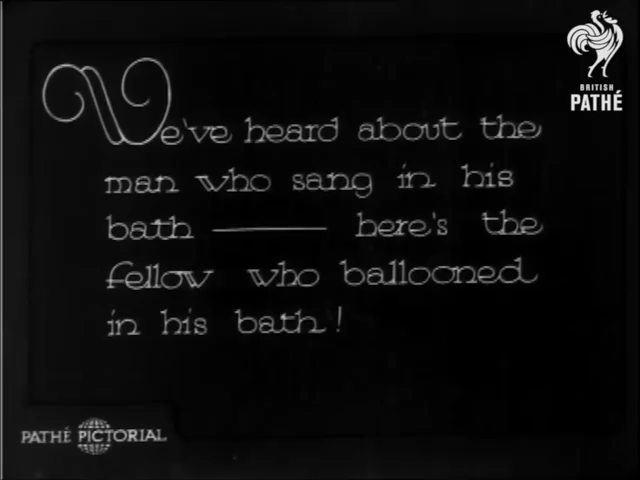 BRITISH
PATHÉ
We've heard about the
man who sang in his
bath —— here's the
fellow who ballooned
in his bath!
PATHÉ PICTORIAL